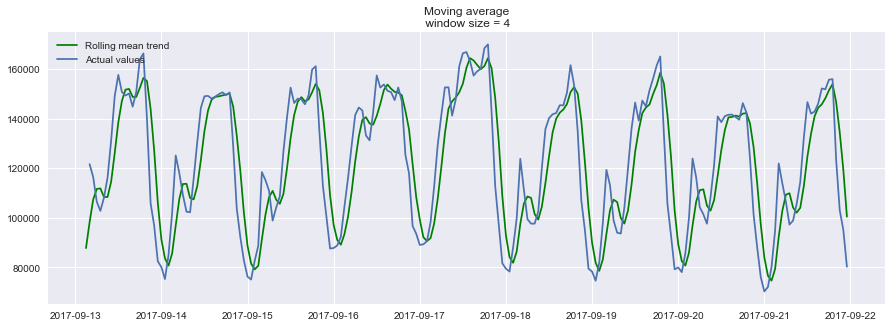 Moving average
window size = 4
Rolling mean trend
Actual values
160000
140000
120000
100000
80000
2017-09-13 2017-09-14 2017-09-15 2017-09-16 2017-09-17 2017-09-18 2017-09-19 2017-09-20 2017-09-21 2017-09-22